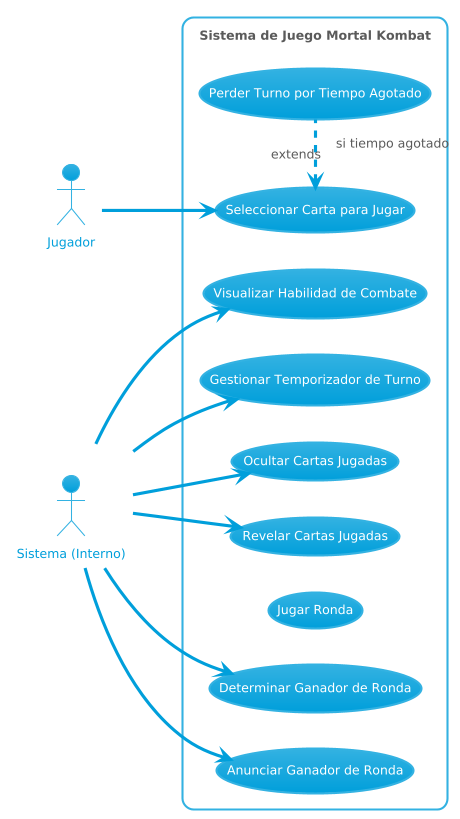 Sistema de Juego Mortal Kombat
Perder Turno por Tiempo Agotado
si tiempo agotado
extends
Seleccionar Carta para Jugar
Jugador
Visualizar Habilidad de Combate
Gestionar Temporizador de Turno
Ocultar Cartas Jugadas
Revelar Cartas Jugadas
Sistema (Interno)
Jugar Ronda
Determinar Ganador de Ronda
Anunciar Ganador de Ronda